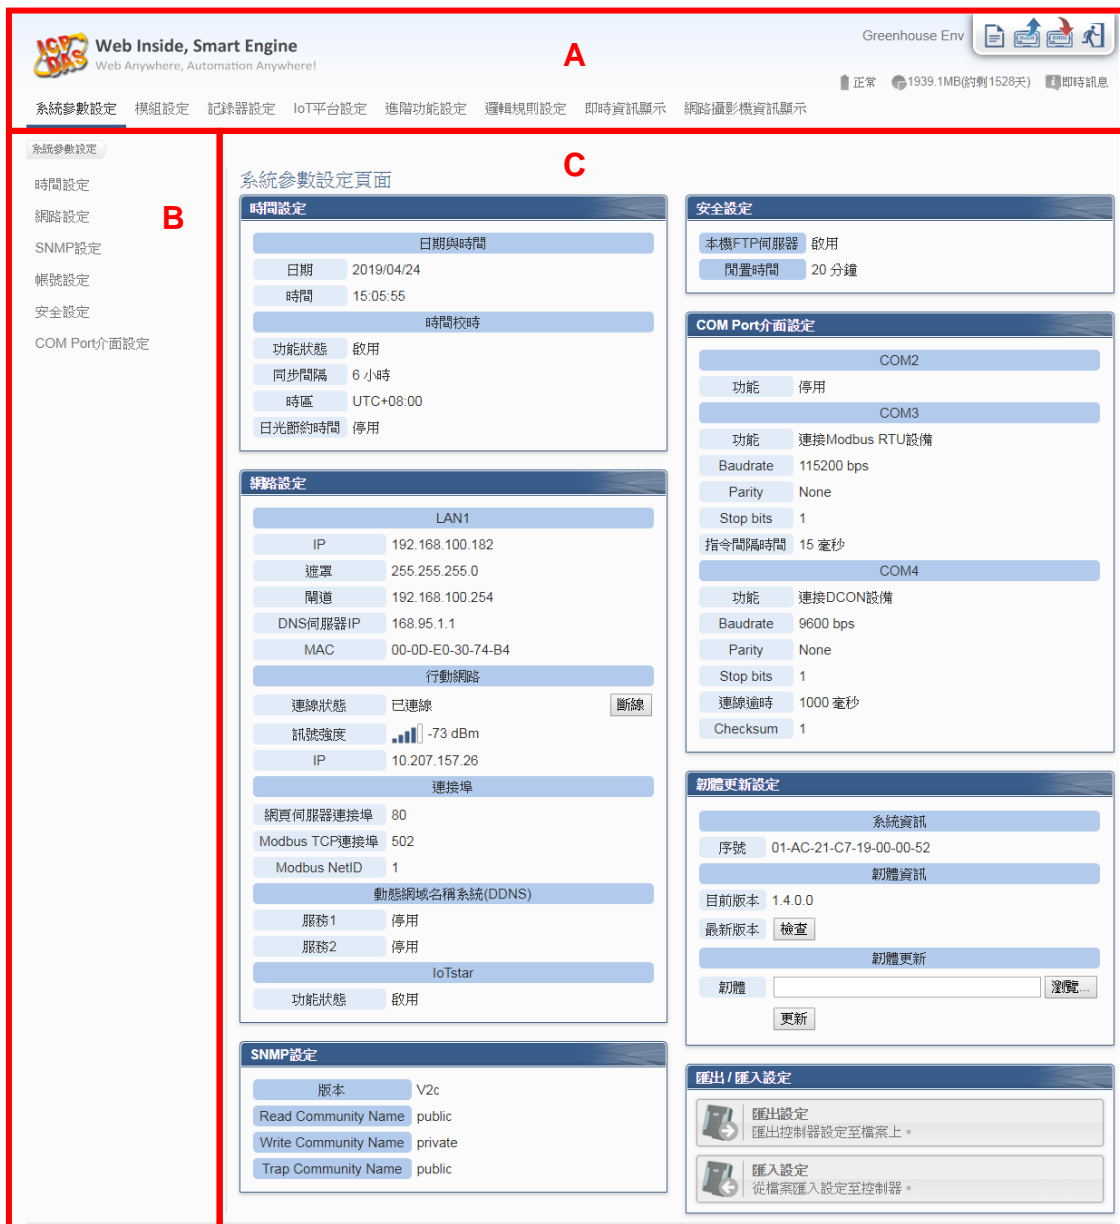 ICP DAS
Web Inside, Smart Engine
Web Anywhere, Automation Anywhere!
A
Greenhouse Env
正常 1939.1MB(約剩1528天) 即時訊息
系統參數設定 模組設定 記錄器設定 IoT平台設定 進階功能設定 邏輯規則設定 即時資訊顯示 網路攝影機資訊顯示
系統參數設定
時間設定
網路設定
SNMP設定
帳號設定
安全設定
COM Port介面設定
B
C
系統參數設定頁面
時間設定
日期與時間
日期 2019/04/24
時間 15:05:55
時間校時
功能狀態 啟用
同步間隔 6 小時
時區 UTC+08:00
日光節約時間 停用
網路設定
LAN1
IP 192.168.100.182
遮罩 255.255.255.0
閘道 192.168.100.254
DNS伺服器IP 168.95.1.1
MAC 00-0D-E0-30-74-B4
行動網路
連線狀態 已連線 斷線
訊號強度 -73 dBm
IP 10.207.157.26
連接埠
網頁伺服器連接埠 80
Modbus TCP連接埠 502
Modbus NetID 1
動態網域名稱系統(DDNS)
服務1 停用
服務2 停用
IoTstar
功能狀態 啟用
SNMP設定
版本 V2c
Read Community Name public
Write Community Name private
Trap Community Name public
安全設定
本機FTP伺服器 啟用
閒置時間 20 分鐘
COM Port介面設定
COM2
功能 停用
COM3
功能 連接Modbus RTU設備
Baudrate 115200 bps
Parity None
Stop bits 1
指令間隔時間 15 毫秒
COM4
功能 連接DCON設備
Baudrate 9600 bps
Parity None
Stop bits 1
連線逾時 1000 毫秒
Checksum 1
韌體更新設定
系統資訊
序號 01-AC-21-C7-19-00-00-52
韌體資訊
目前版本 1.4.0.0
最新版本 檢查
韌體更新
韌體 瀏覽...
更新
匯出 / 匯入設定
匯出設定
匯出控制器設定至檔案上。
匯入設定
從檔案匯入設定至控制器。